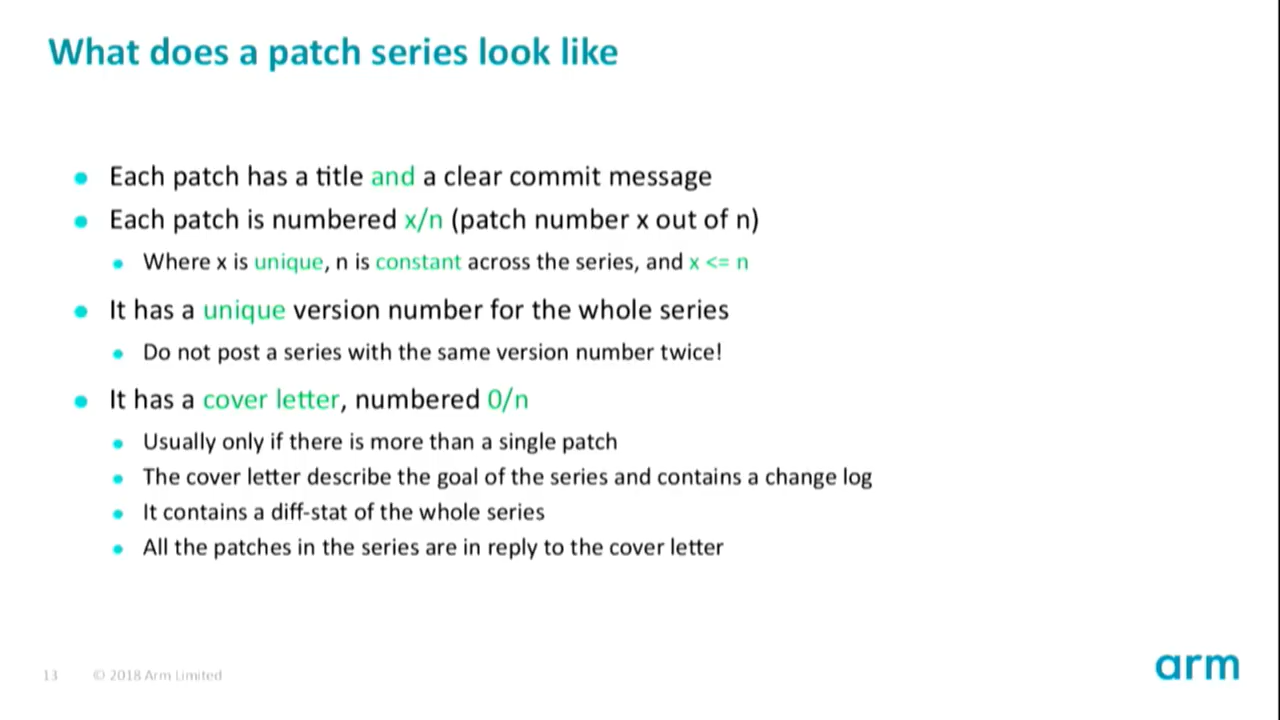 What does a patch series look like
Each patch has a title and a clear commit message
Each patch is numbered x/n (patch number x out of n)
Where x is unique, n is constant across the series, and x <= n
It has a unique version number for the whole series
Do not post a series with the same version number twice!
It has a cover letter, numbered 0/n
Usually only if there is more than a single patch
The cover letter describe the goal of the series and contains a change log
It contains a diff-stat of the whole series
All the patches in the series are in reply to the cover letter
13 © 2018 Arm Limited
arm